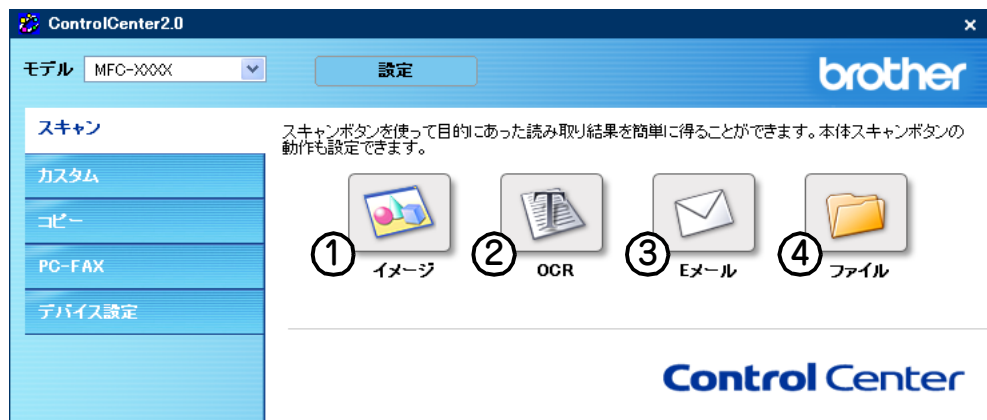 ControlCenter2.0
モデル MFC-XXXX 設定 brother
スキャン
カスタム
コピー
PC-FAX
デバイス設定
スキャンボタンを使って目的にあった読み取り結果を簡単に得ることができます。本体スキャンボタンの
動作も設定できます。
① イメージ
② OCR
③ Eメール
④ ファイル
Control Center